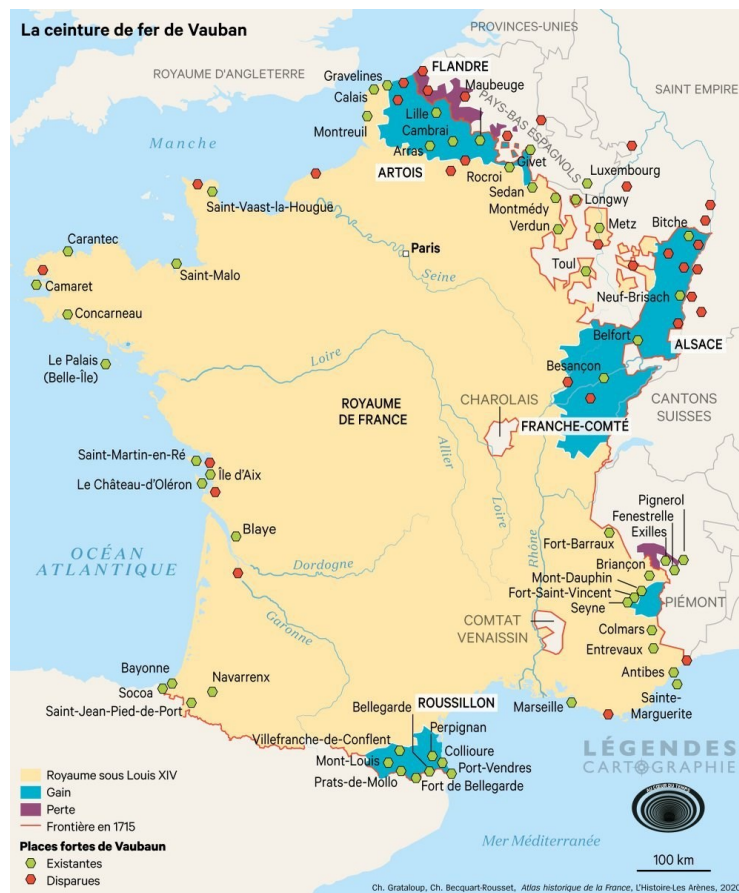 La ceinture de fer de Vauban
PROVINCES-UNIES
ROYAUME D'ANGLETERRE
FLANDRE
SAINT EMPIRE
Gravelines
Maubeuge
Calais
PAYS-BAS ESPAGNOLS
Lille
Montreuil
Cambrai
Manche
Arras
Givet
Luxembourg
ARTOIS
Rocroi
Sedan
Longwy
Saint-Vaast-la-Hougue
Montmédy
Metz
Bitche
Verdun
Carantec
Paris
Saint-Malo
Toul
Seine
Camaret
Neuf-Brisach
Concarneau
Belfort
ALSACE
Le Palais
(Belle-Île)
Loire
Besançon
CHAROLAIS
CANTONS
SUISSES
ROYAUME
DE FRANCE
FRANCHE-COMTÉ
Allier
Saint-Martin-en-Ré
Île d'Aix
Le Château-d'Oléron
Loire
Pignerol
Fenestrelle
Exilles
Blaye
Fort-Barraux
OCÉAN
ATLANTIQUE
Rhône
Briançon
Dordogne
Mont-Dauphin
Fort-Saint-Vincent
PIÉMONT
Seyne
Garonne
COMTAT
VENAISSIN
Colmars
Entrevaux
Bayonne
Navarrenx
Antibes
Socoa
Sainte-
Marguerite
Saint-Jean-Pied-de-Port
Marseille
Bellegarde
ROUSSILLON
Perpignan
Villefranche-de-Conflent
Collioure
Mont-Louis
Port-Vendres
Prats-de-Mollo
Fort de Bellegarde
LÉGENDES
CARTOGRAPHIE
AU CŒUR DU TEMPS
Royaume sous Louis XIV
Gain
Perte
Frontière en 1715
Places fortes de Vaubaun
Existantes
Disparues
Mer Méditerranée
100 km
Ch. Grataloup, Ch. Becquart-Rousset, Atlas historique de la France, L'Histoire-Les Arènes, 2020